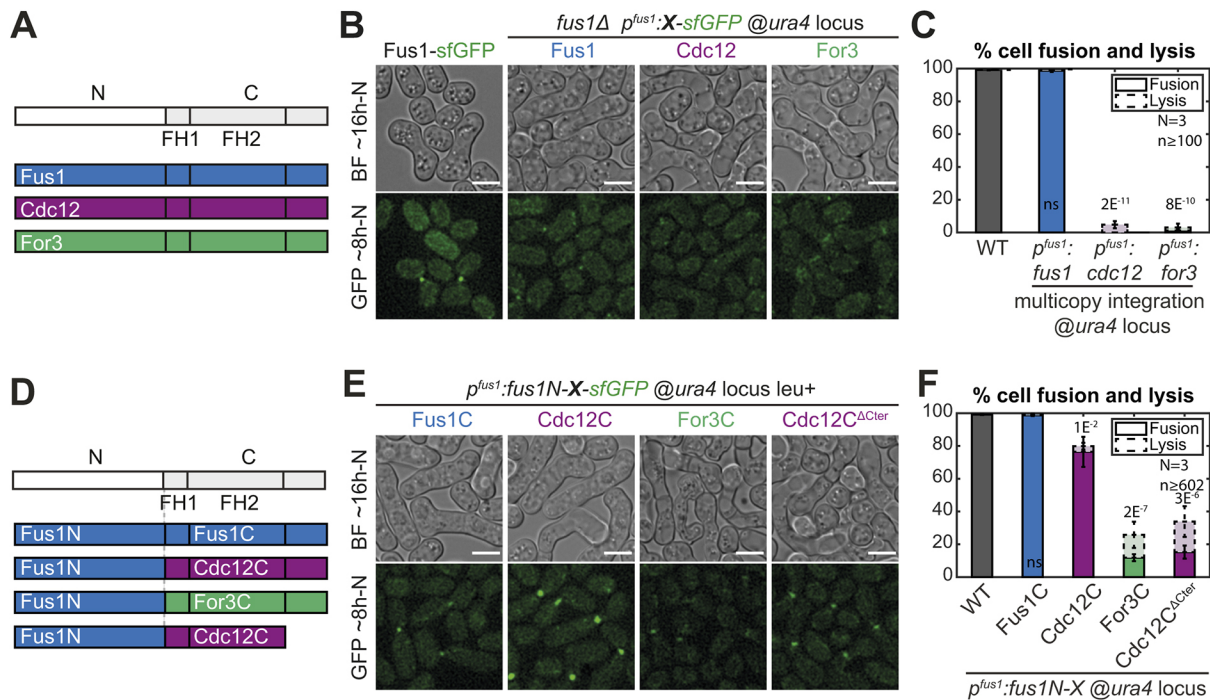 A
N C
FH1 FH2
Fus1
Cdc12
For3
B
fus1Δ p^fus1:X-sfGFP @ura4 locus
Fus1-sfGFP Fus1 Cdc12 For3
BF ~16h-N
GFP ~8h-N
C
% cell fusion and lysis
100
80
60
40
20
0
Fusion
Lysis
N=3
n≥100
ns
2E^-11
8E^-10
WT p^fus1: p^fus1: p^fus1:
fus1 cdc12 for3
multicopy integration
@ura4 locus
D
N C
FH1 FH2
Fus1N Fus1C
Fus1N Cdc12C
Fus1N For3C
Fus1N Cdc12C
E
p^fus1:fus1N-X-sfGFP @ura4 locus leu+
Fus1C Cdc12C For3C Cdc12C^ΔCter
BF ~16h-N
GFP ~8h-N
F
% cell fusion and lysis
100
80
60
40
20
0
Fusion
Lysis
N=3
n≥602
ns
1E^-2
2E^-7
3E^-6
WT
Fus1C
Cdc12C
For3C
Cdc12C^ΔCter
p^fus1:fus1N-X @ura4 locus